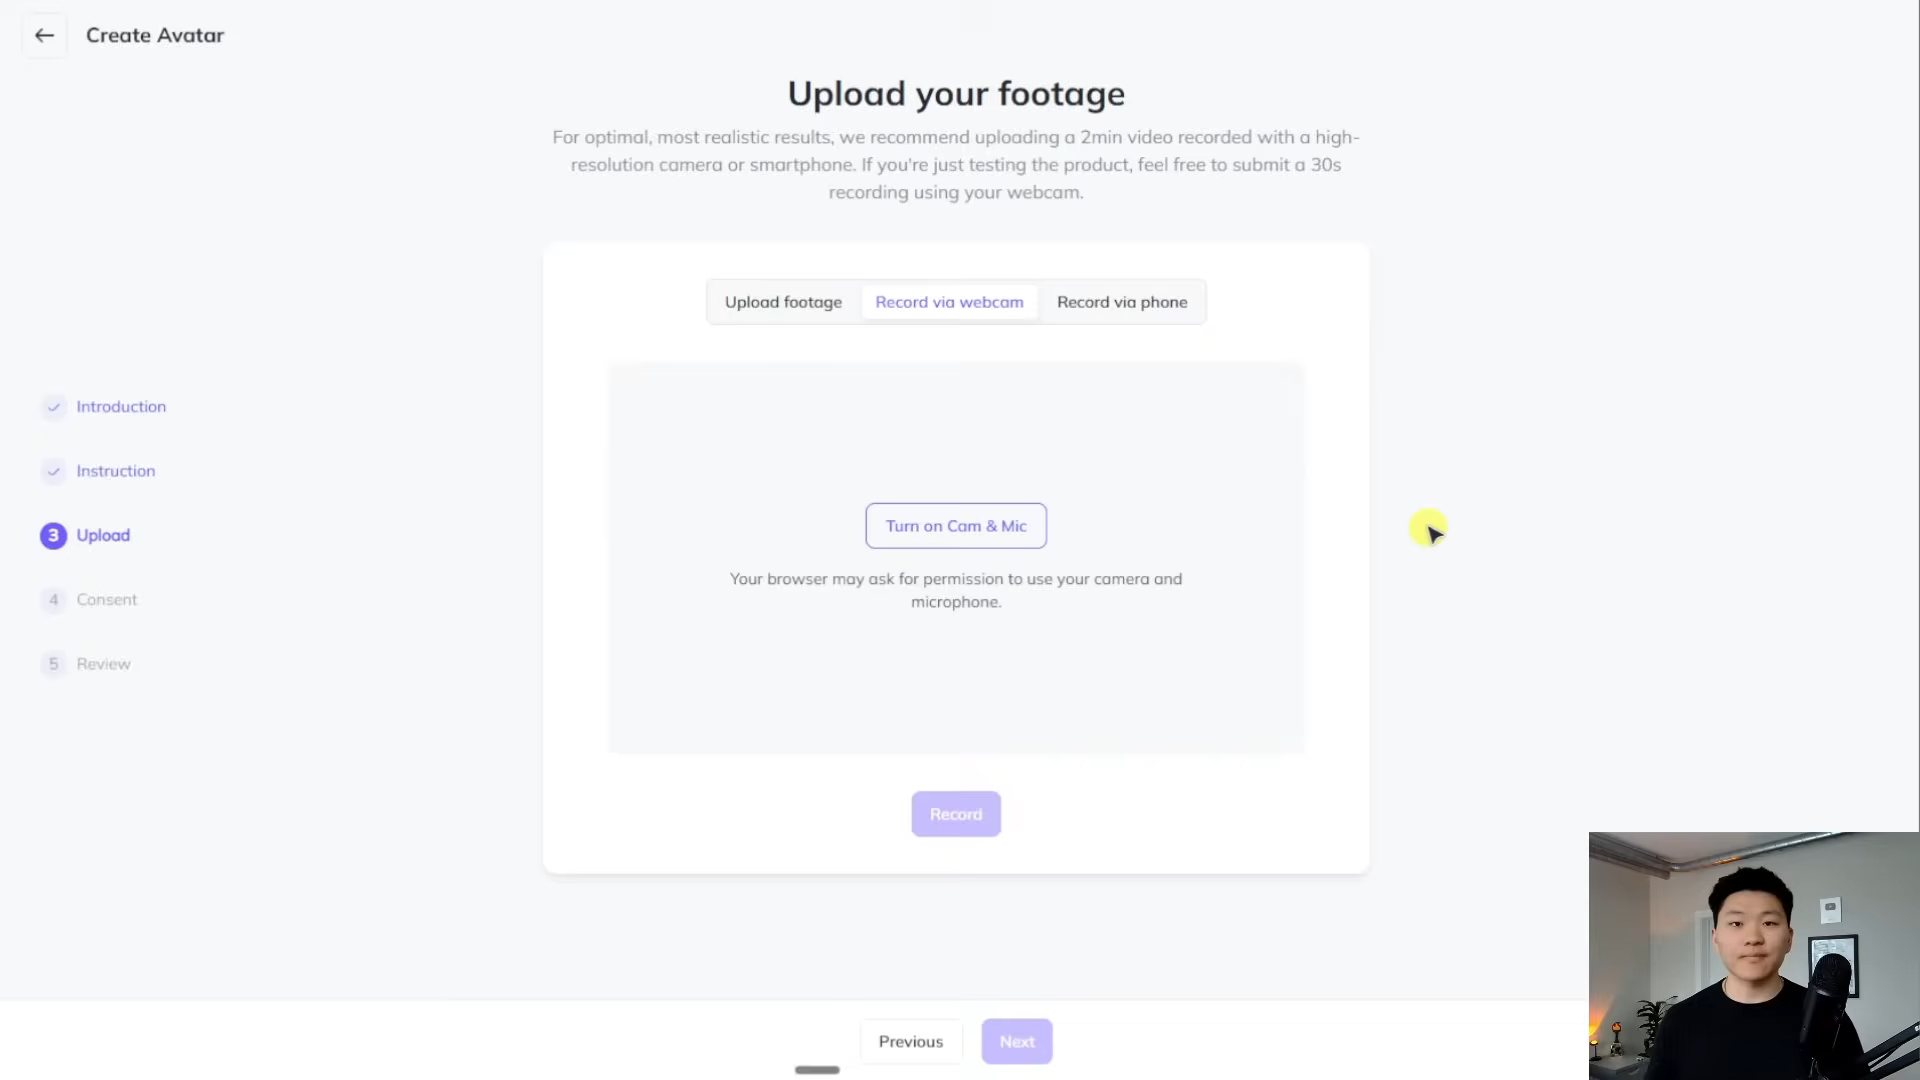 Create Avatar
Upload your footage
For optimal, most realistic results, we recommend uploading a 2min video recorded with a high-
resolution camera or smartphone. If you're just testing the product, feel free to submit a 30s
recording using your webcam.
Upload footage
Record via webcam
Record via phone
Introduction
Instruction
3 Upload
4 Consent
5 Review
Turn on Cam & Mic
Your browser may ask for permission to use your camera and
microphone.
Record
Previous
Next